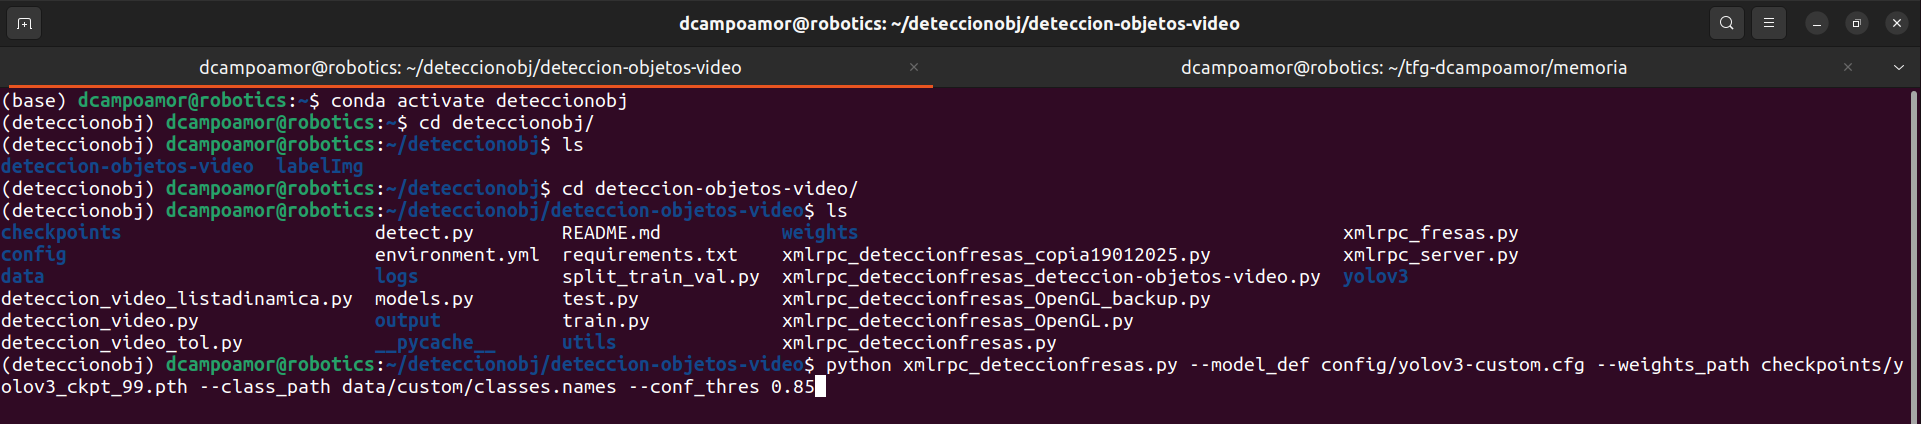 dcampoamor@robotics: ~/deteccionobj/deteccion-objetos-video
dcampoamor@robotics: ~/deteccionobj/deteccion-objetos-video dcampoamor@robotics: ~/tfg-dcampoamor/memoria
(base) dcampoamor@robotics:~$ conda activate deteccionobj
(deteccionobj) dcampoamor@robotics:~$ cd deteccionobj/
(deteccionobj) dcampoamor@robotics:~/deteccionobj$ ls
deteccion-objetos-video labelImg
(deteccionobj) dcampoamor@robotics:~/deteccionobj$ cd deteccion-objetos-video/
(deteccionobj) dcampoamor@robotics:~/deteccionobj/deteccion-objetos-video$ ls
checkpoints detect.py README.md weights xmlrpc_fresas.py
config environment.yml requirements.txt xmlrpc_deteccionfresas_copia19012025.py xmlrpc_server.py
data logs split_train_val.py xmlrpc_deteccionfresas_deteccion-objetos-video.py yolov3
deteccion_video_listadinamica.py models.py test.py xmlrpc_deteccionfresas_OpenGL_backup.py
deteccion_video.py output train.py xmlrpc_deteccionfresas_OpenGL.py
deteccion_video_tol.py __pycache__ utils xmlrpc_deteccionfresas.py
(deteccionobj) dcampoamor@robotics:~/deteccionobj/deteccion-objetos-video$ python xmlrpc_deteccionfresas.py --model_def config/yolov3-custom.cfg --weights_path checkpoints/y
olov3_ckpt_99.pth --class_path data/custom/classes.names --conf_thres 0.85